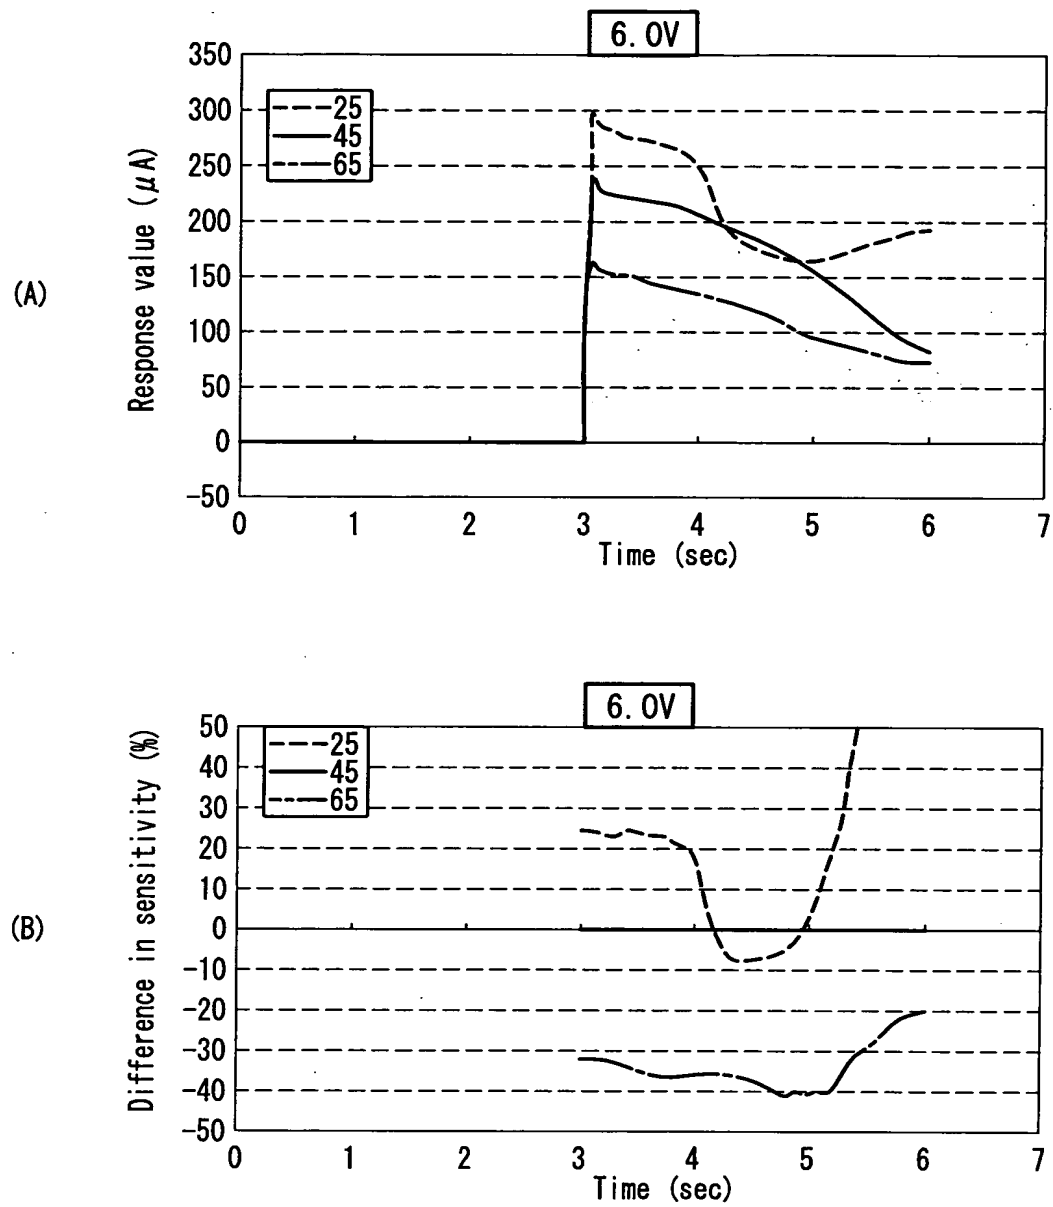 6.0V
350
300
250
200
150
100
50
0
-50
25
45
65
Response value (μA)
(A)
0 1 2 3 4 5 6 7
Time (sec)
6.0V
50
40
30
20
10
0
-10
-20
-30
-40
-50
25
45
65
Difference in sensitivity (%)
(B)
0 1 2 3 4 5 6 7
Time (sec)